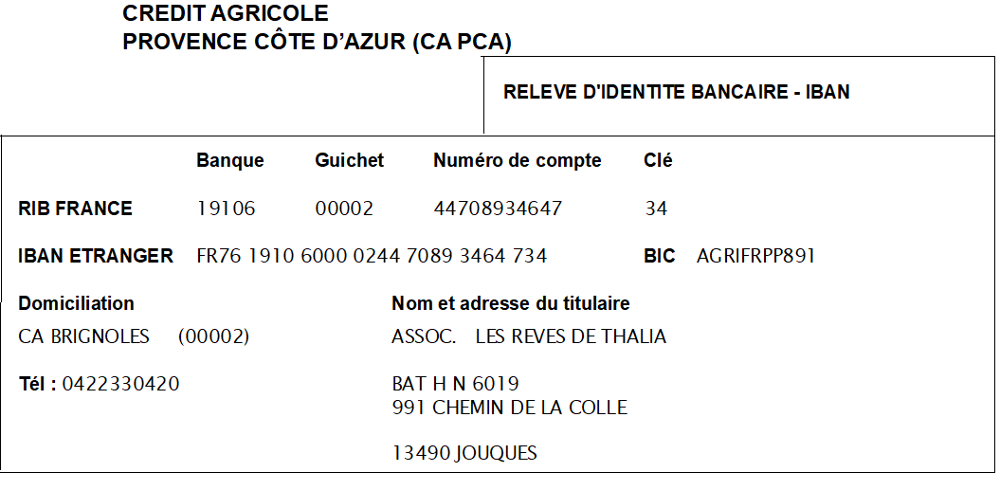 CREDIT AGRICOLE
PROVENCE CÔTE D’AZUR (CA PCA)
RELEVE D'IDENTITE BANCAIRE - IBAN
Banque Guichet Numéro de compte Clé
RIB FRANCE 19106 00002 44708934647 34
IBAN ETRANGER FR76 1910 6000 0244 7089 3464 734 BIC AGRIFRPP891
Domiciliation Nom et adresse du titulaire
CA BRIGNOLES (00002) ASSOC. LES REVES DE THALIA
Tél : 0422330420 BAT H N 6019
991 CHEMIN DE LA COLLE
13490 JOUQUES